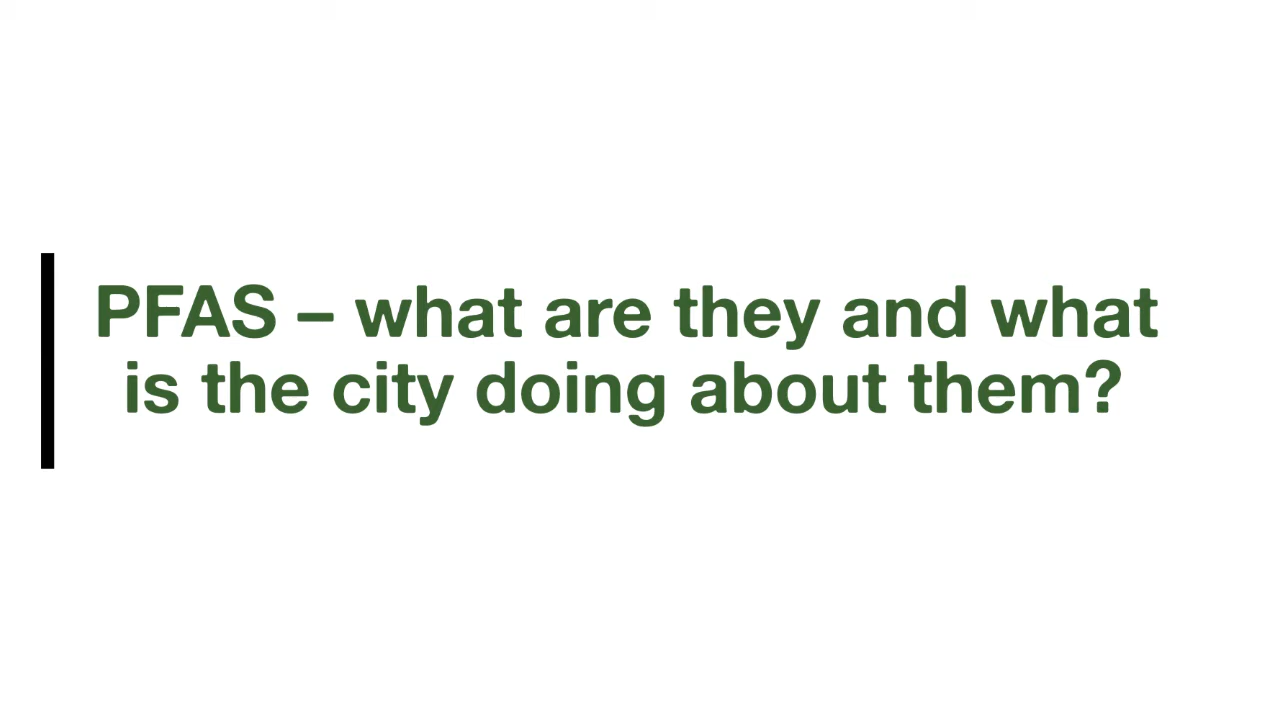 PFAS – what are they and what
is the city doing about them?